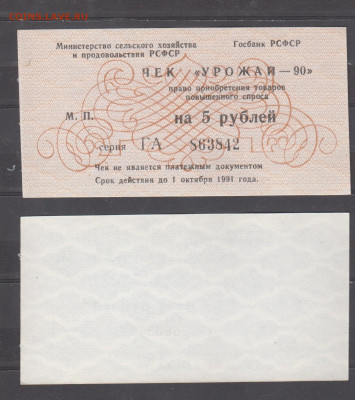 Министерство сельского хозяйства
и продовольствия РСФСР
Госбанк РСФСР
ЧЕК «УРОЖАЙ—90»
право приобретения товаров
повышенного спроса
М. П.
на 5 рублей
серия ГА 863842
Чек не является платежным документом
Срок действия до 1 октября 1991 года.